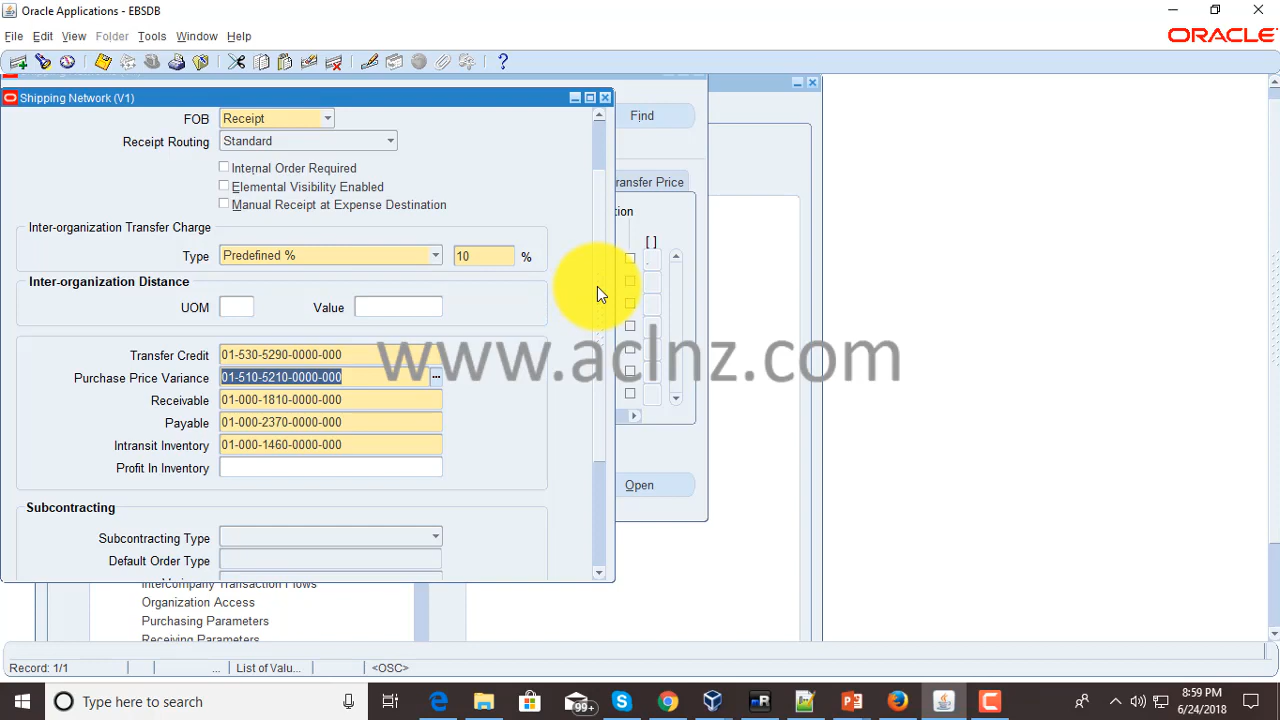 Oracle Applications - EBSDB
File Edit View Folder Tools Window Help
ORACLE
Shipping Network (V1)
FOB Receipt
Find
Receipt Routing Standard
Internal Order Required
Elemental Visibility Enabled
ransfer Price
Manual Receipt at Expense Destination
tion
Inter-organization Transfer Charge
[ ]
Type Predefined % 10 %
Inter-organization Distance
UOM Value
Transfer Credit 01-530-5290-0000-000
www.aclnz.com
Purchase Price Variance 01-510-5210-0000-000
Receivable 01-000-1810-0000-000
Payable 01-000-2370-0000-000
Intransit Inventory 01-000-1460-0000-000
Profit In Inventory
Open
Subcontracting
Subcontracting Type
Default Order Type
InterCompany Transaction Flows
Organization Access
Purchasing Parameters
Receiving Parameters
Record: 1/1 ... List of Valu... <OSC>
Type here to search
99+
8:59 PM
6/24/2018